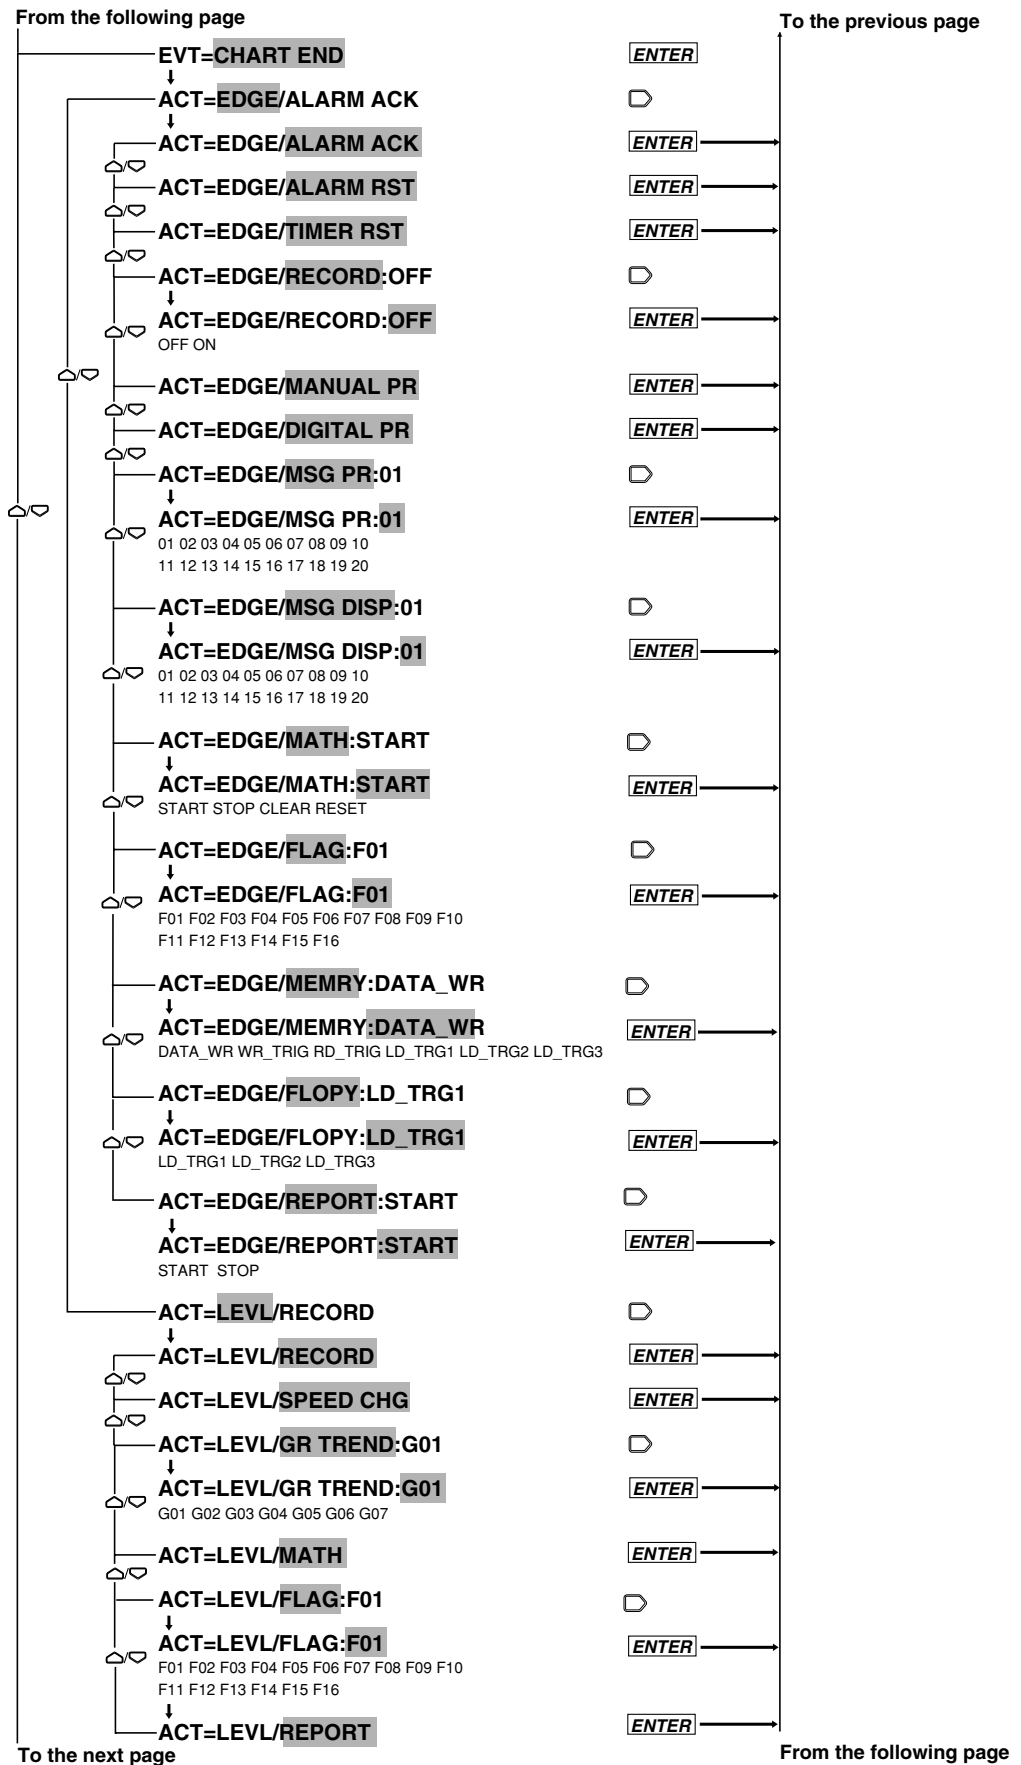 From the following page
To the previous page
EVT=CHART END ENTER
ACT=EDGE/ALARM ACK
ACT=EDGE/ALARM ACK ENTER
ACT=EDGE/ALARM RST ENTER
ACT=EDGE/TIMER RST ENTER
ACT=EDGE/RECORD:OFF
ACT=EDGE/RECORD:OFF ENTER
OFF ON
ACT=EDGE/MANUAL PR ENTER
ACT=EDGE/DIGITAL PR ENTER
ACT=EDGE/MSG PR:01
ACT=EDGE/MSG PR:01 ENTER
01 02 03 04 05 06 07 08 09 10
11 12 13 14 15 16 17 18 19 20
ACT=EDGE/MSG DISP:01
ACT=EDGE/MSG DISP:01 ENTER
01 02 03 04 05 06 07 08 09 10
11 12 13 14 15 16 17 18 19 20
ACT=EDGE/MATH:START
ACT=EDGE/MATH:START ENTER
START STOP CLEAR RESET
ACT=EDGE/FLAG:F01
ACT=EDGE/FLAG:F01 ENTER
F01 F02 F03 F04 F05 F06 F07 F08 F09 F10
F11 F12 F13 F14 F15 F16
ACT=EDGE/MEMRY:DATA_WR
ACT=EDGE/MEMRY:DATA_WR ENTER
DATA_WR WR_TRIG RD_TRIG LD_TRG1 LD_TRG2 LD_TRG3
ACT=EDGE/FLOPY:LD_TRG1
ACT=EDGE/FLOPY:LD_TRG1 ENTER
LD_TRG1 LD_TRG2 LD_TRG3
ACT=EDGE/REPORT:START
ACT=EDGE/REPORT:START ENTER
START STOP
ACT=LEVL/RECORD
ACT=LEVL/RECORD ENTER
ACT=LEVL/SPEED CHG ENTER
ACT=LEVL/GR TREND:G01
ACT=LEVL/GR TREND:G01 ENTER
G01 G02 G03 G04 G05 G06 G07
ACT=LEVL/MATH ENTER
ACT=LEVL/FLAG:F01
ACT=LEVL/FLAG:F01 ENTER
F01 F02 F03 F04 F05 F06 F07 F08 F09 F10
F11 F12 F13 F14 F15 F16
ACT=LEVL/REPORT ENTER
To the next page
From the following page